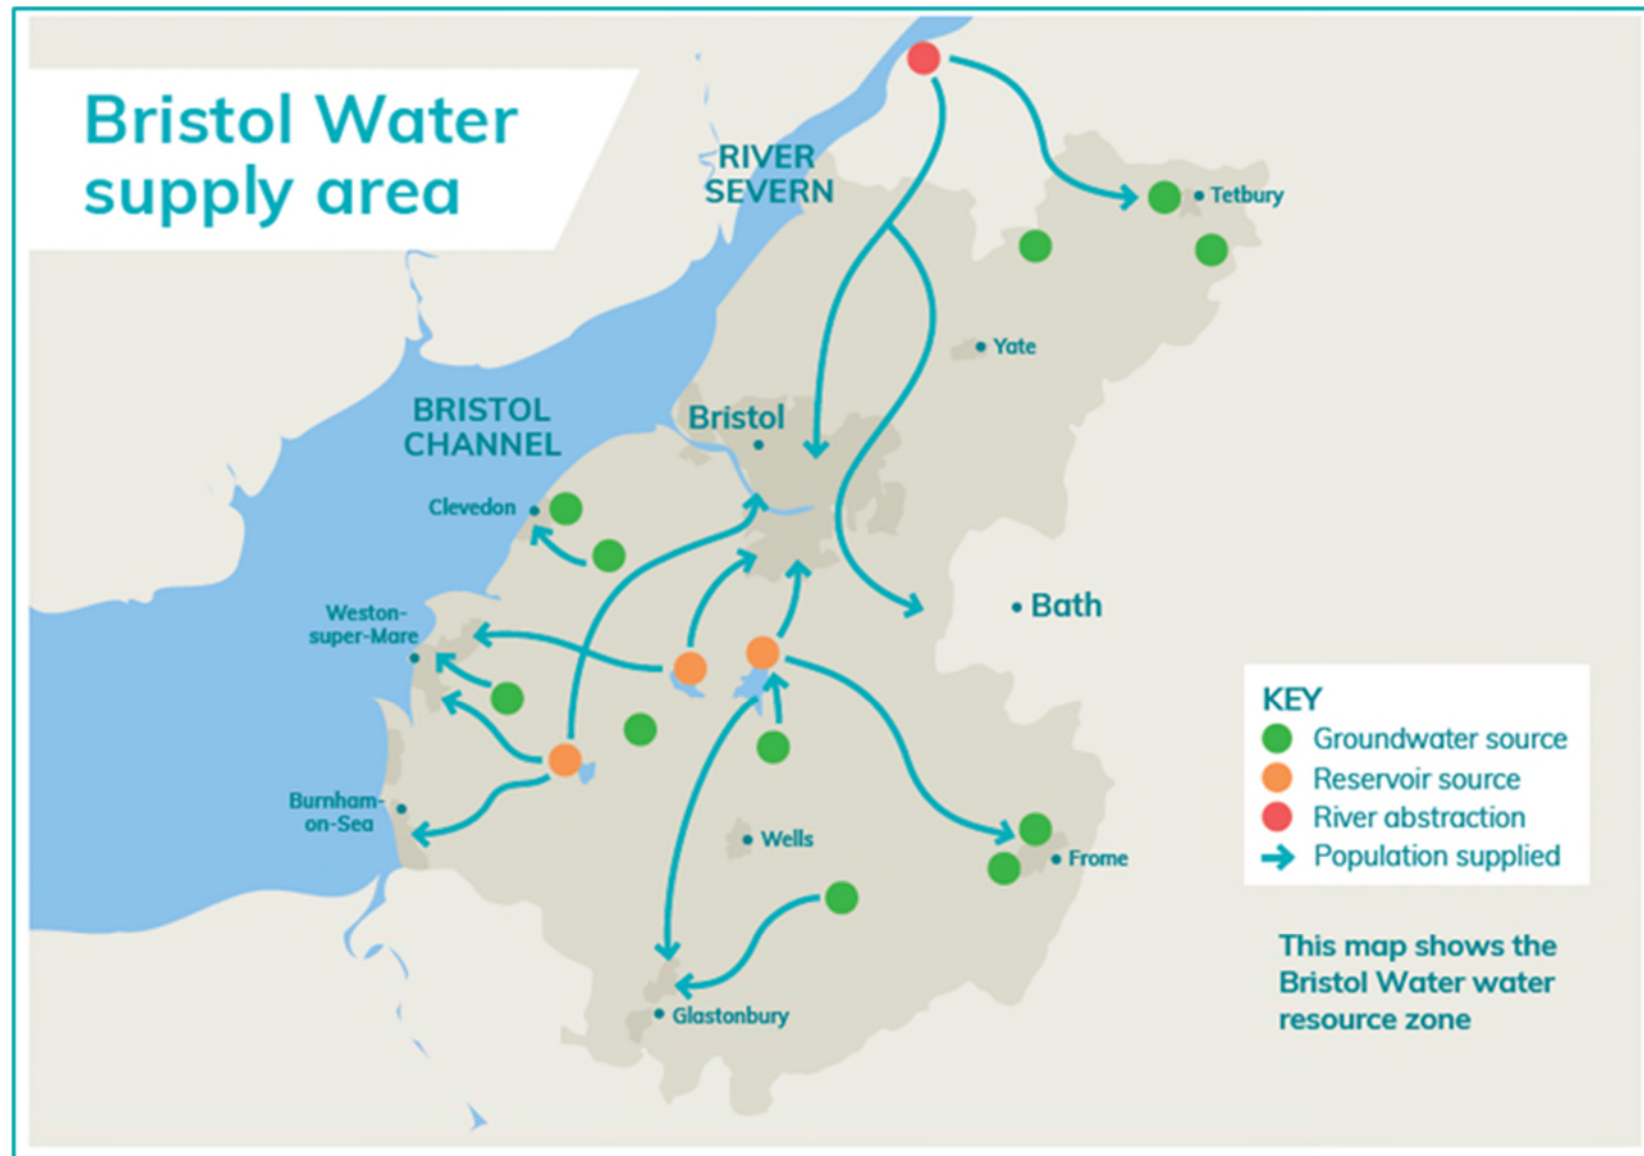 Bristol Water
supply area
RIVER
SEVERN
Tetbury
Yate
BRISTOL
CHANNEL
Bristol
Clevedon
Weston-
super-Mare
Bath
Burnham-
on-Sea
Wells
Frome
Glastonbury
KEY
Groundwater source
Reservoir source
River abstraction
Population supplied
This map shows the
Bristol Water water
resource zone